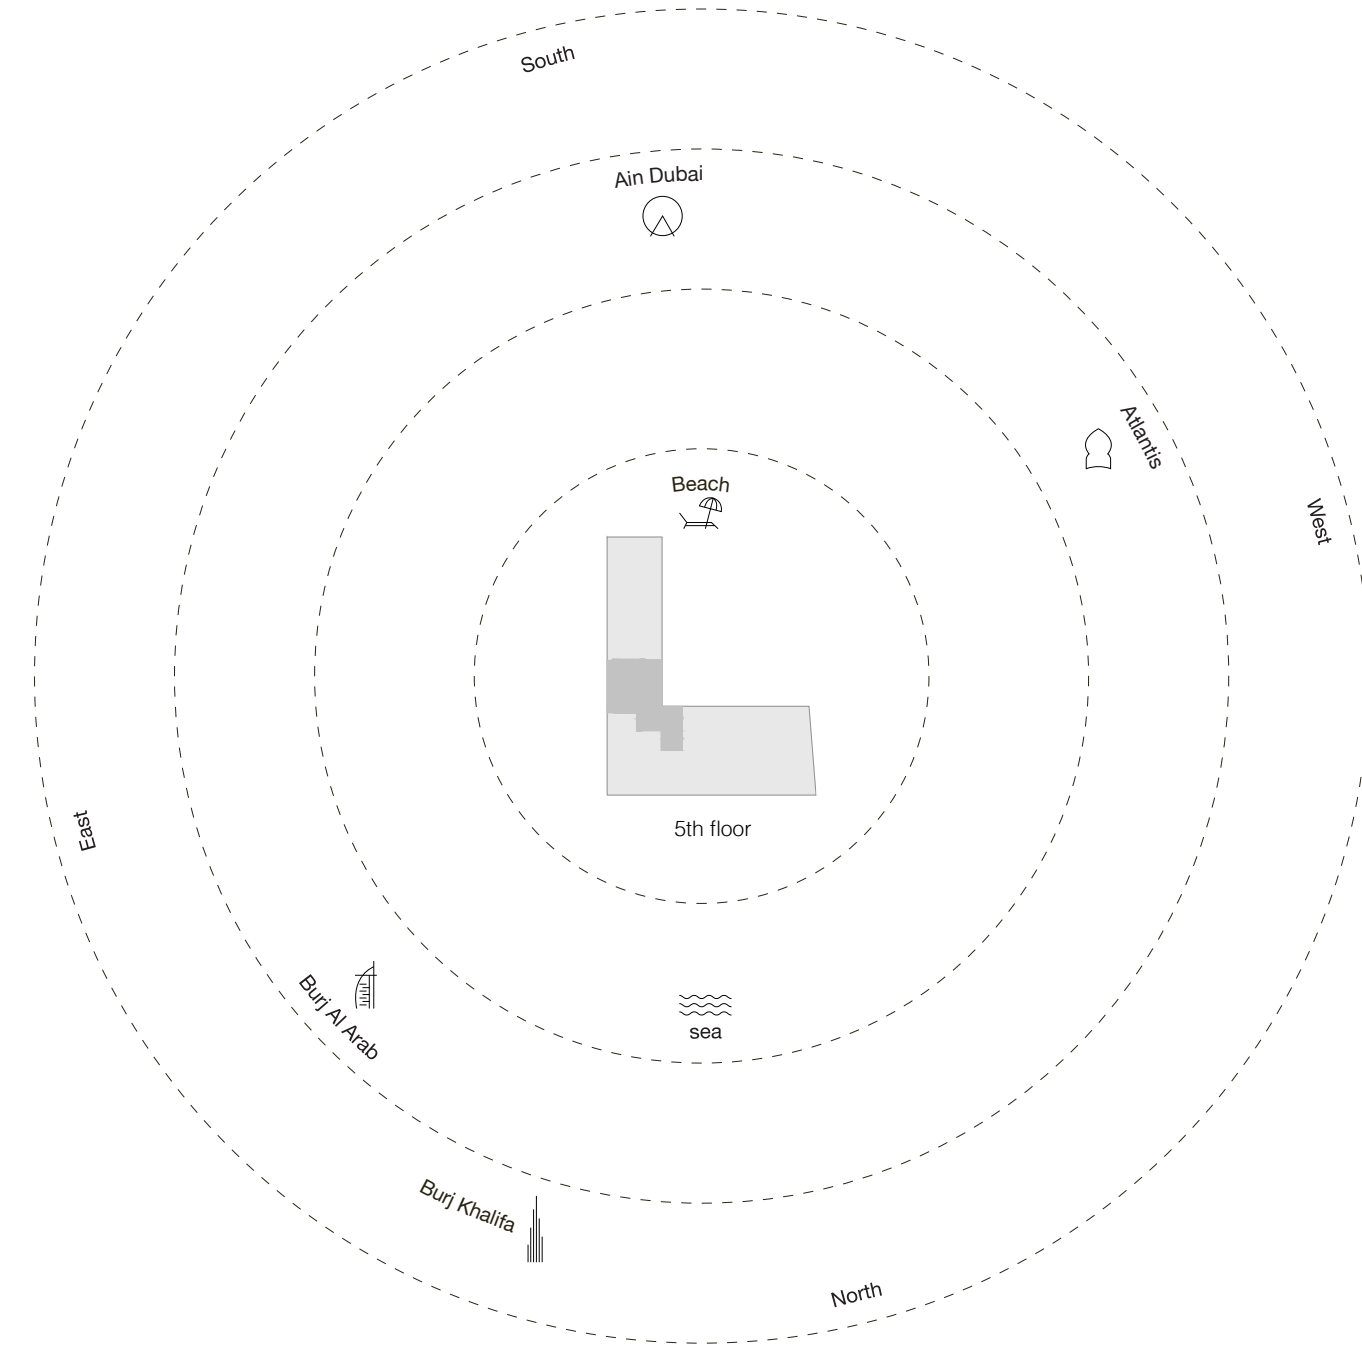 South
Ain Dubai
Atlantis
Beach
West
East
5th floor
Burj Al Arab
sea
Burj Khalifa
North